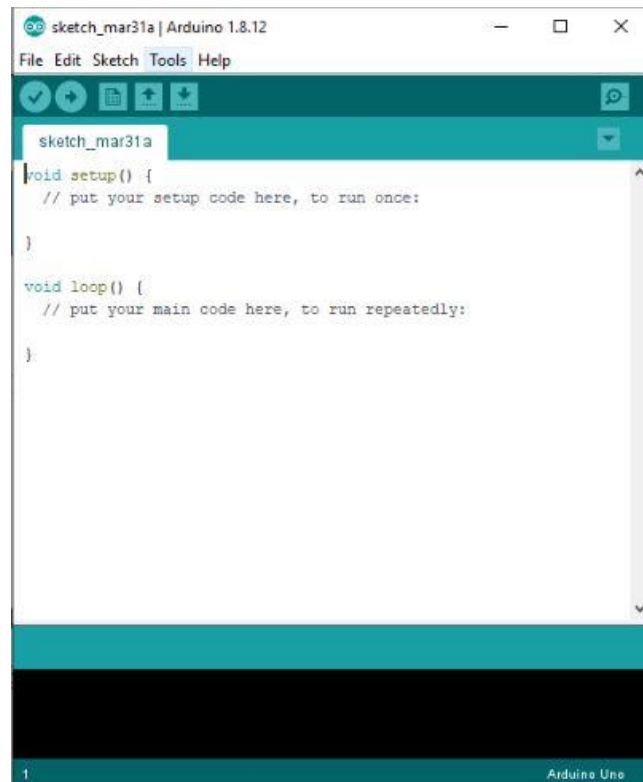 sketch_mar31a | Arduino 1.8.12
File Edit Sketch Tools Help
sketch_mar31a
void setup() {
// put your setup code here, to run once:
}
void loop() {
// put your main code here, to run repeatedly:
}
1 Arduino Uno